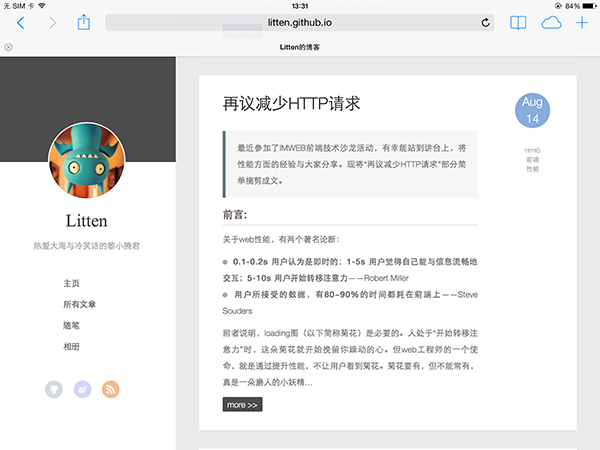 无 SIM 卡
13:31
84%
litten.github.io
Litten的博客
Litten
热爱大海与冷笑话的黎小腾君
主页
所有文章
随笔
相册
再议减少HTTP请求
Aug
14
html5
前端
性能
最近参加了IMWEB前端技术沙龙活动，有幸能站到讲台上，将
性能方面的经验与大家分享。现将“再议减少HTTP请求”部分简
单摘剪成文。
前言:
关于web性能，有两个著名论断：
0.1-0.2s 用户认为是即时的；1-5s 用户觉得自己能与信息流畅地
交互；5-10s 用户开始转移注意力——Robert Miller
用户所接受的数据，有80~90%的时间都耗在前端上——Steve
Souders
前者说明，loading图（以下简称菊花）是必要的。人处于“开始转移注
意力”时，这朵菊花就开始挽留你躁动的心。但web工程师的一个使
命，就是通过提升性能，不让用户看到菊花。菊花要有，但不能常有，
真是一朵磨人的小妖精...
more >>